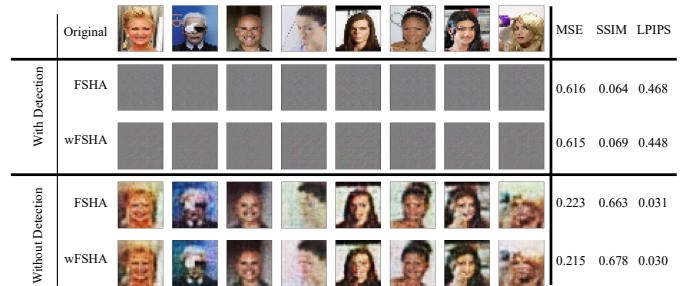 Original MSE SSIM LPIPS
With Detection
FSHA 0.616 0.064 0.468
wFSHA 0.615 0.069 0.448
Without Detection
FSHA 0.223 0.663 0.031
wFSHA 0.215 0.678 0.030